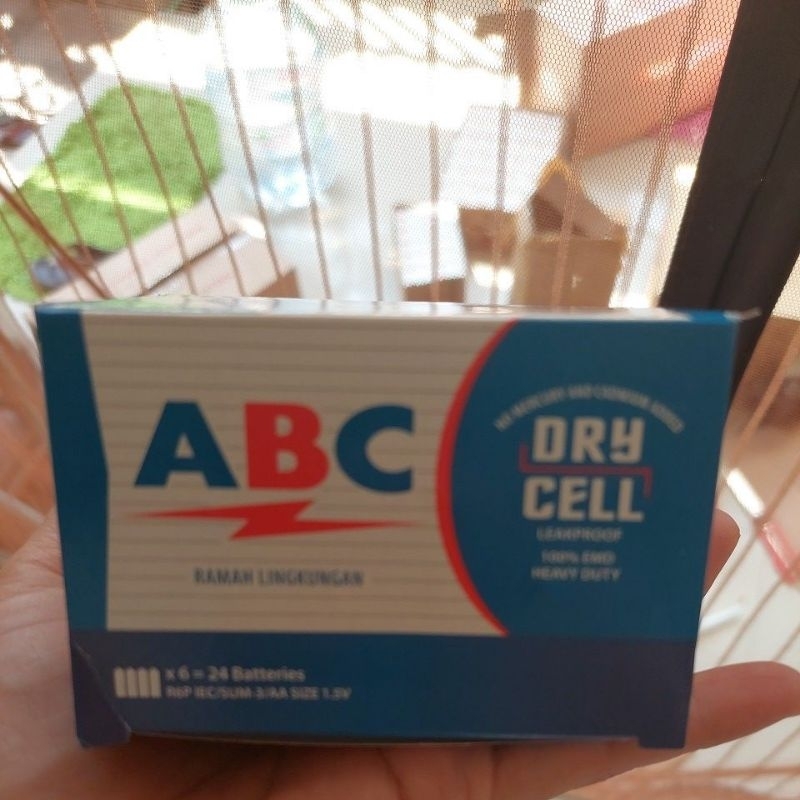 ABC
RAMAH LINGKUNGAN
NO MERCURY AND CADMIUM ADDED
DRY
CELL
LEAKPROOF
100% EMD
HEAVY DUTY
x 6 = 24 Batteries
R6P IEC/SUM-3/AA SIZE 1.5V